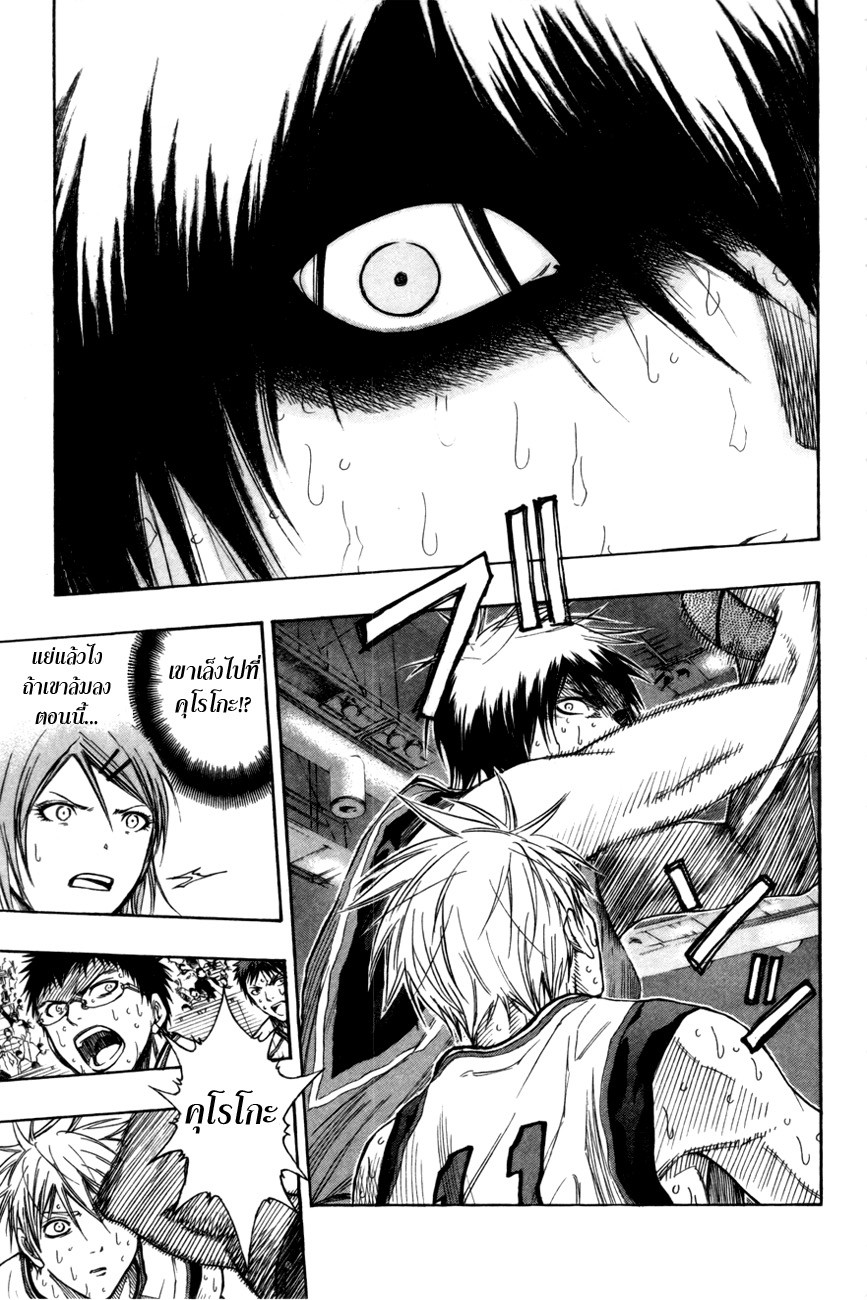 ブ!!
!!
!!
เขาเล็งไปที่
คุโรโกะ!?
แย่แล้วไง
ถ้าเขาล้มลง
ตอนนี้...
คุโรโกะ
11